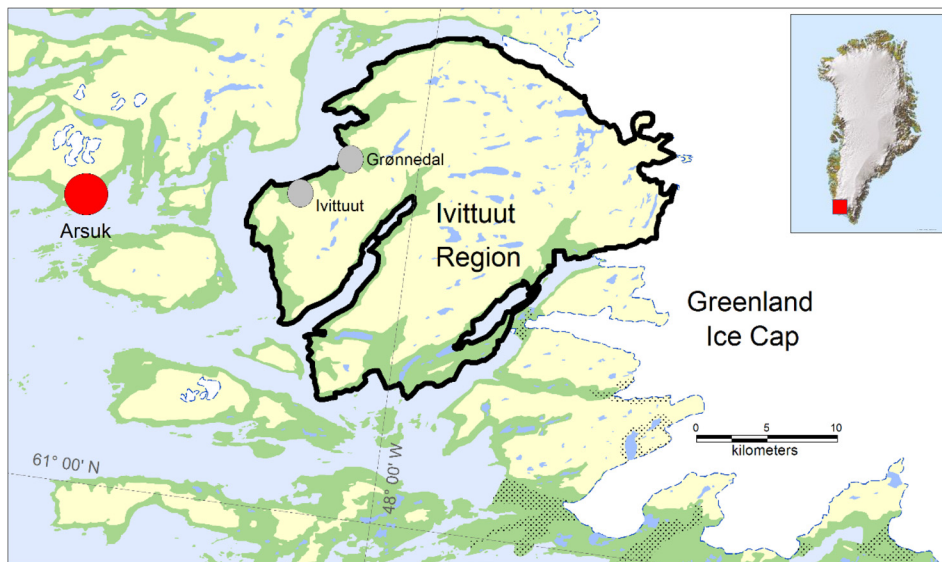 Grønnedal
Ivittuut
Arsuk
Ivittuut
Region
Greenland
Ice Cap
0 5 10
kilometers
61° 00' N
48° 00' W